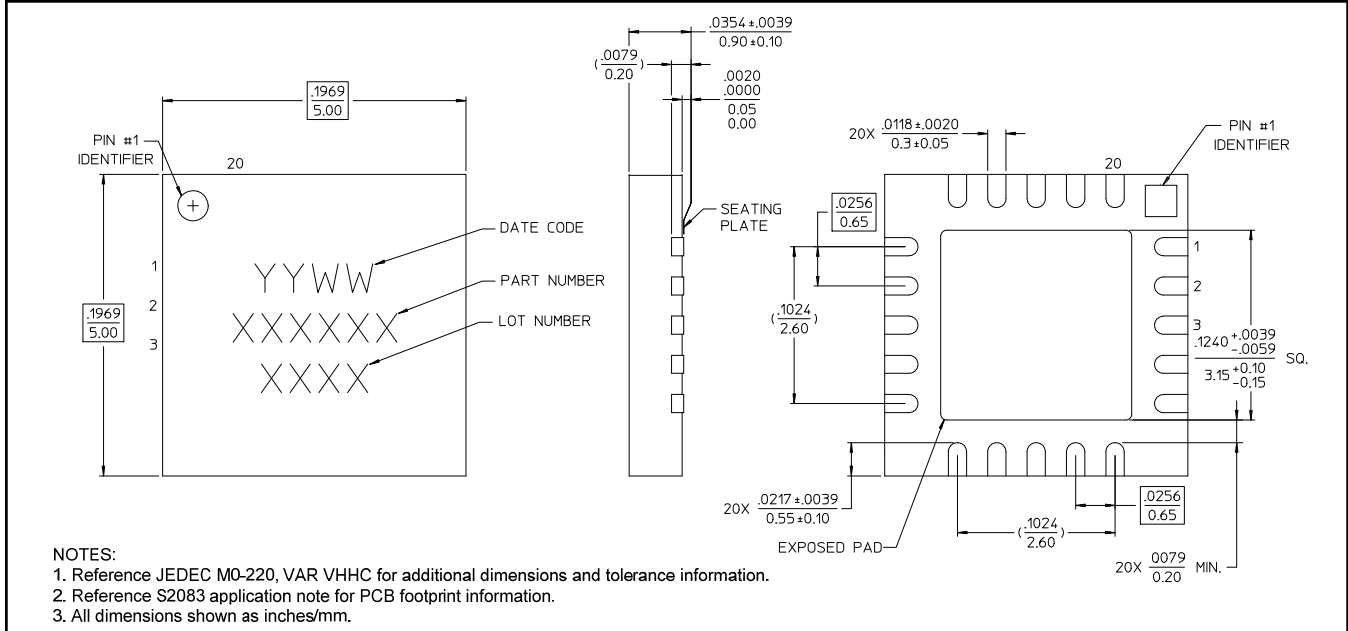 .1969
5.00
PIN #1
IDENTIFIER
20
1
2
3
.1969
5.00
YYWW
XXXXXX
XXXX
DATE CODE
PART NUMBER
LOT NUMBER
.0354 ±.0039
0.90 ±0.10
(.0079)
0.20
.0020
.0000
0.05
0.00
SEATING
PLATE
20X .0118 ±.0020
0.3 ±0.05
20
PIN #1
IDENTIFIER
.0256
0.65
(.1024)
2.60
1
2
3
.1240 +.0039
-.0059
3.15 +0.10
-0.15
SQ.
20X .0217 ±.0039
0.55 ±0.10
EXPOSED PAD
(.1024)
2.60
.0256
0.65
20X .0079 MIN.
0.20
NOTES:
1. Reference JEDEC M0-220, VAR VHHC for additional dimensions and tolerance information.
2. Reference S2083 application note for PCB footprint information.
3. All dimensions shown as inches/mm.